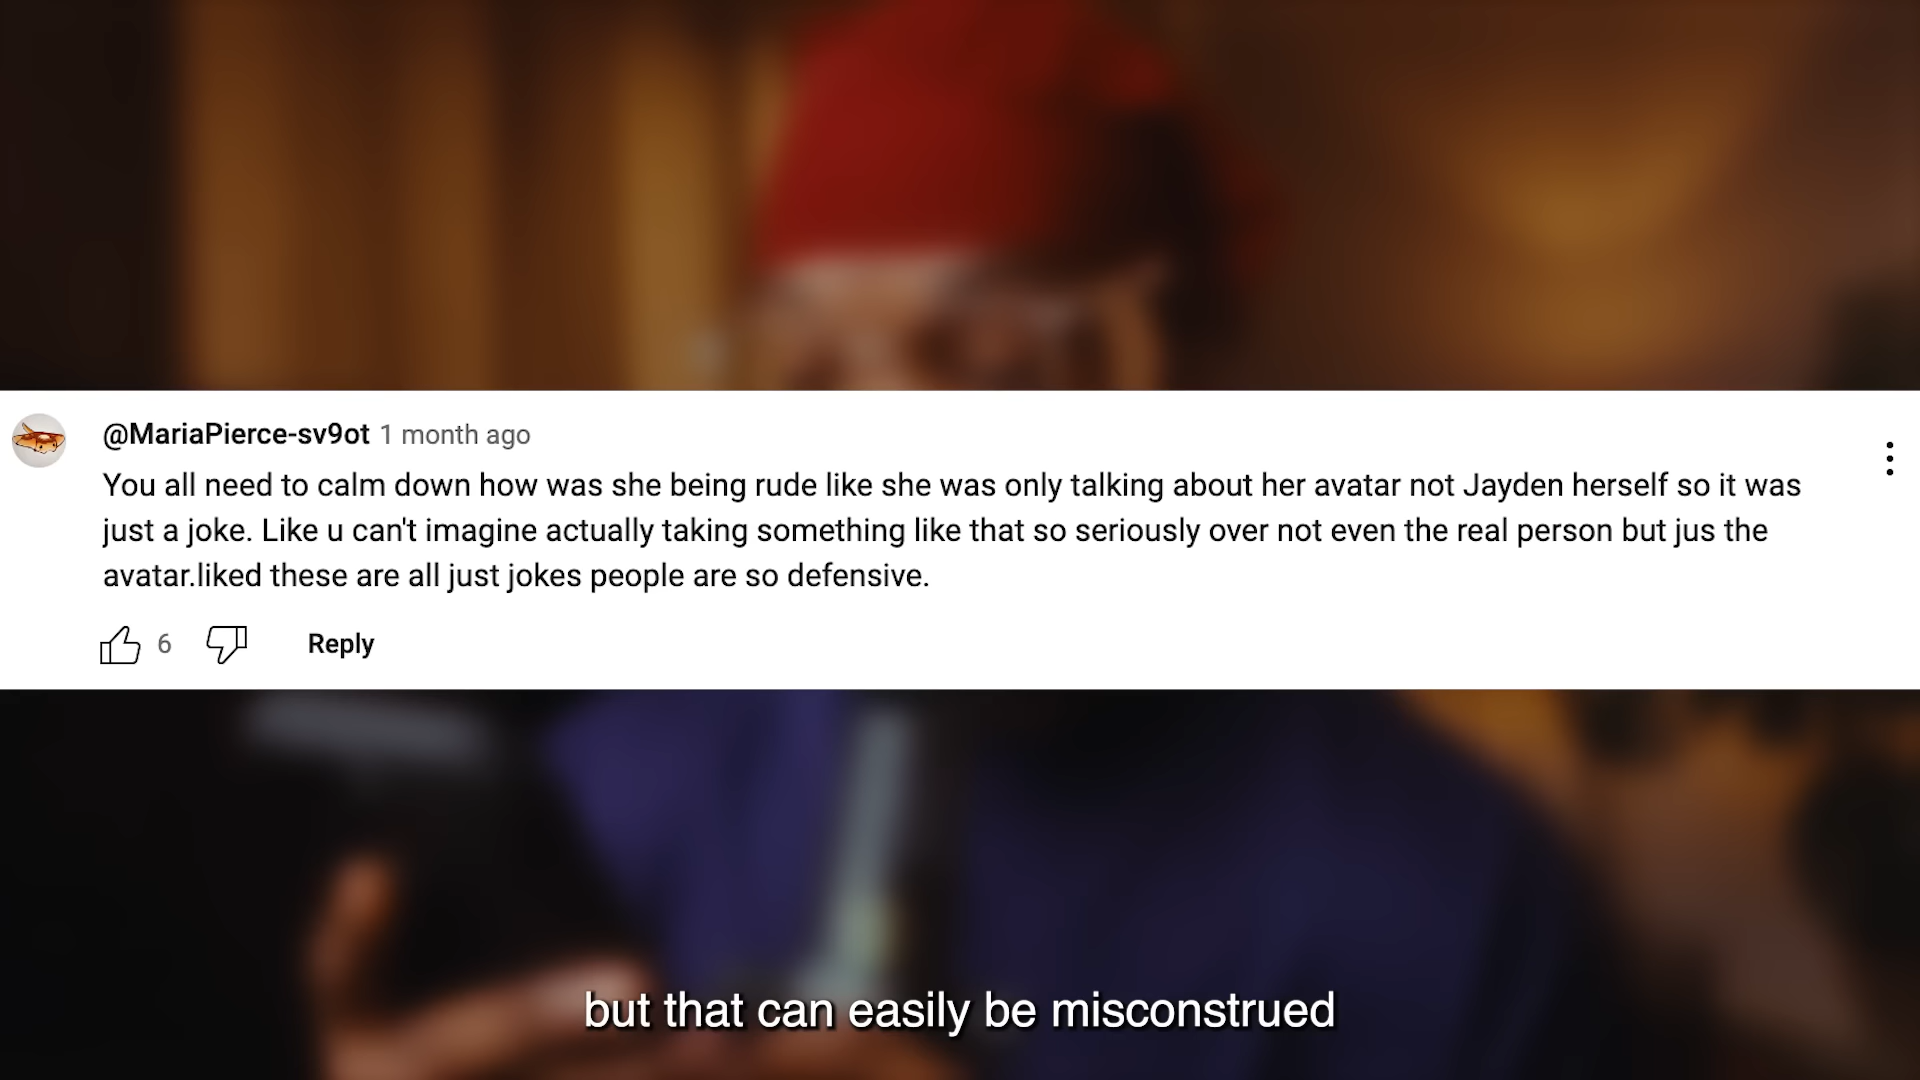 @MariaPierce-sv9ot 1 month ago
You all need to calm down how was she being rude like she was only talking about her avatar not Jayden herself so it was
just a joke. Like u can't imagine actually taking something like that so seriously over not even the real person but jus the
avatar.liked these are all just jokes people are so defensive.
6 Reply
but that can easily be misconstrued